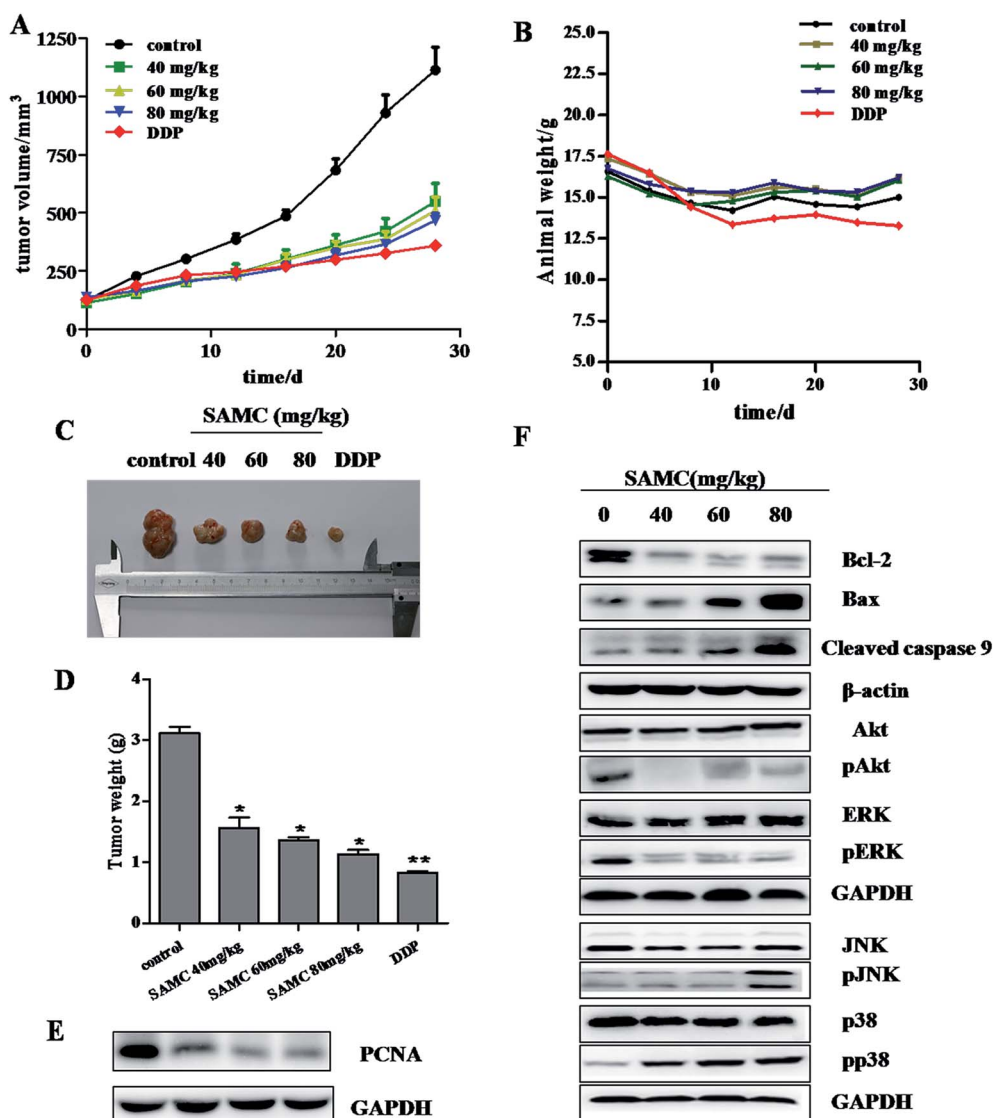 A
1250
1000
750
500
250
0
tumor volume/mm³
0 10 20 30
time/d
control
40 mg/kg
60 mg/kg
80 mg/kg
DDP
B
25.0
22.5
20.0
17.5
15.0
12.5
10.0
7.5
5.0
Animal weight/g
0 10 20 30
time/d
control
40 mg/kg
60 mg/kg
80 mg/kg
DDP
C
SAMC (mg/kg)
control 40 60 80 DDP
D
4
3
2
1
0
Tumor weight (g)
* * * **
control
SAMC 40mg/kg
SAMC 60mg/kg
SAMC 80mg/kg
DDP
E
PCNA
GAPDH
F
SAMC(mg/kg)
0 40 60 80
Bcl-2
Bax
Cleaved caspase 9
β-actin
Akt
pAkt
ERK
pERK
GAPDH
JNK
pJNK
p38
pp38
GAPDH